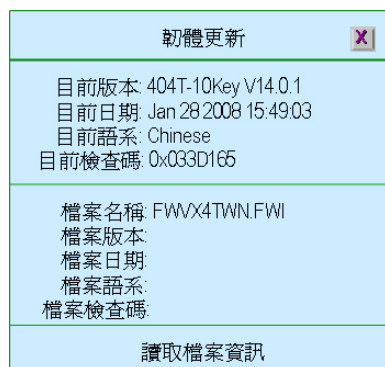 韌體更新
X
目前版本: 404T-10Key V14.0.1
目前日期: Jan 28 2008 15:49:03
目前語系: Chinese
目前檢查碼: 0x033D165
檔案名稱: FWVX4TWN.FWI
檔案版本:
檔案日期:
檔案語系:
檔案檢查碼:
讀取檔案資訊